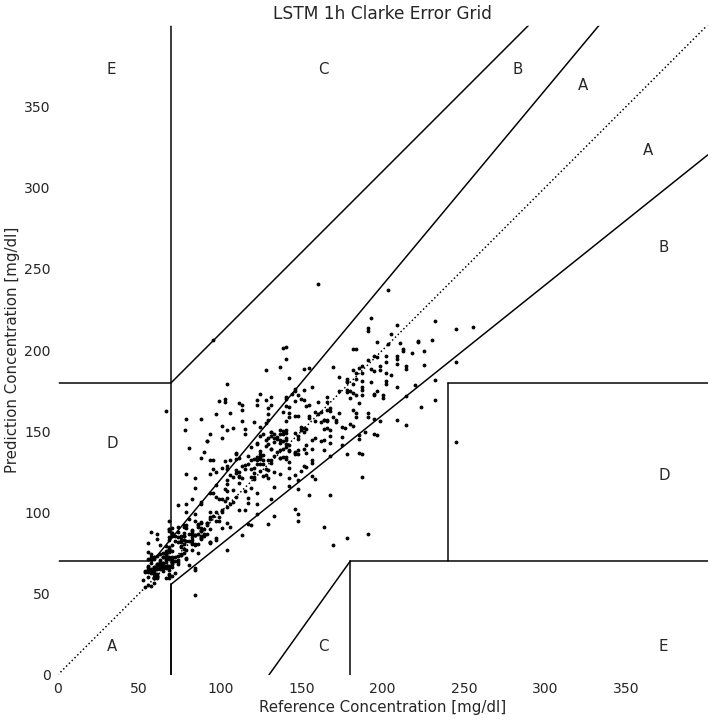 LSTM 1h Clarke Error Grid
E
C
B
A
A
B
D
D
A
C
E
350
300
250
200
150
100
50
0
0 50 100 150 200 250 300 350
Prediction Concentration [mg/dl]
Reference Concentration [mg/dl]